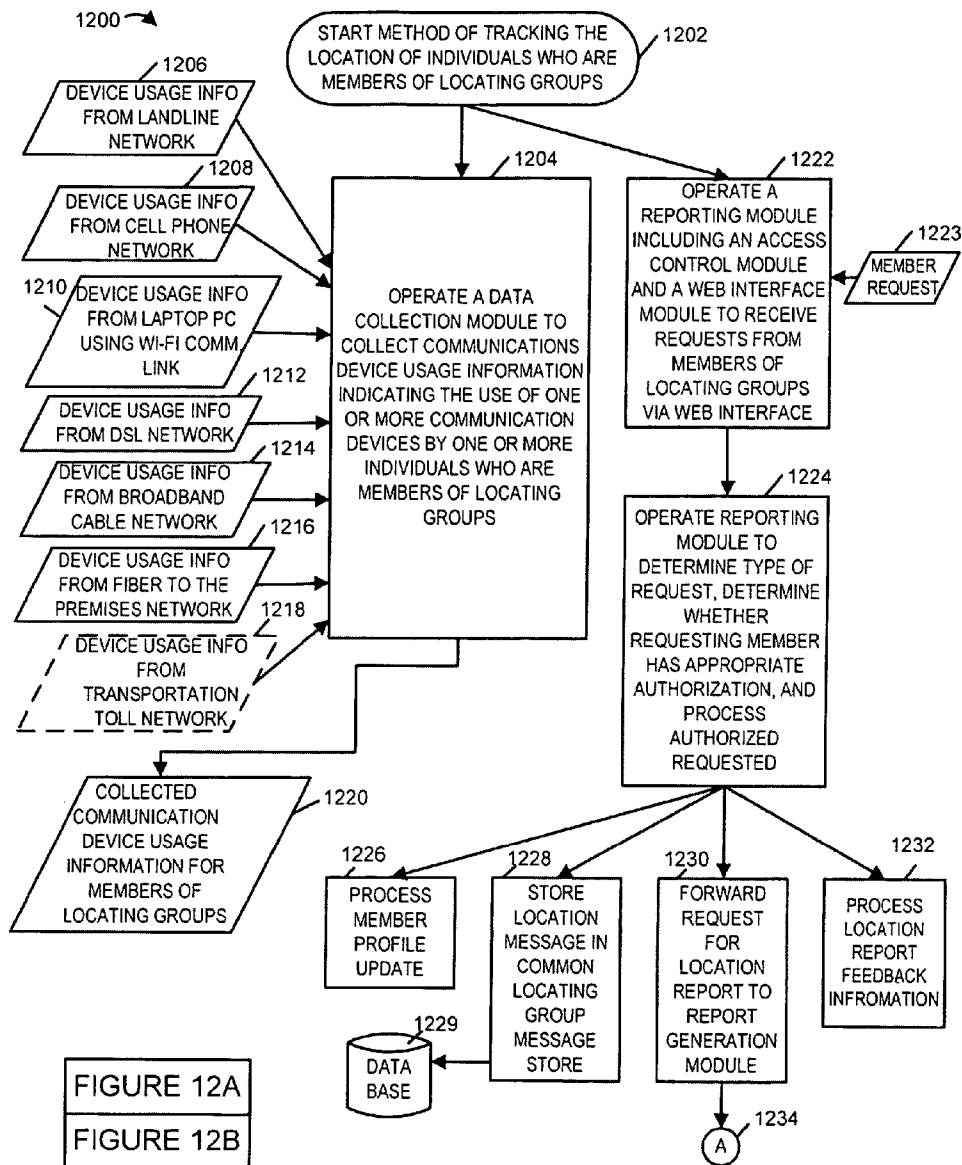 1200
START METHOD OF TRACKING THE
LOCATION OF INDIVIDUALS WHO ARE
MEMBERS OF LOCATING GROUPS
1202
1206
DEVICE USAGE INFO
FROM LANDLINE
NETWORK
1208
DEVICE USAGE INFO
FROM CELL PHONE
NETWORK
1210
DEVICE USAGE INFO
FROM LAPTOP PC
USING WI-FI COMM
LINK
1212
DEVICE USAGE INFO
FROM DSL NETWORK
1214
DEVICE USAGE INFO
FROM BROADBAND
CABLE NETWORK
1216
DEVICE USAGE INFO
FROM FIBER TO THE
PREMISES NETWORK
1218
DEVICE USAGE INFO
FROM
TRANSPORTATION
TOLL NETWORK
1204
OPERATE A DATA
COLLECTION MODULE TO
COLLECT COMMUNICATIONS
DEVICE USAGE INFORMATION
INDICATING THE USE OF ONE
OR MORE COMMUNICATION
DEVICES BY ONE OR MORE
INDIVIDUALS WHO ARE
MEMBERS OF LOCATING
GROUPS
1222
OPERATE A
REPORTING MODULE
INCLUDING AN ACCESS
CONTROL MODULE
AND A WEB INTERFACE
MODULE TO RECEIVE
REQUESTS FROM
MEMBERS OF
LOCATING GROUPS
VIA WEB INTERFACE
1223
MEMBER
REQUEST
1224
OPERATE REPORTING
MODULE TO
DETERMINE TYPE OF
REQUEST, DETERMINE
WHETHER
REQUESTING MEMBER
HAS APPROPRIATE
AUTHORIZATION, AND
PROCESS
AUTHORIZED
REQUESTED
1220
COLLECTED
COMMUNICATION
DEVICE USAGE
INFORMATION FOR
MEMBERS OF
LOCATING GROUPS
1226
PROCESS
MEMBER
PROFILE
UPDATE
1228
STORE
LOCATION
MESSAGE IN
COMMON
LOCATING
GROUP
MESSAGE
STORE
1229
DATA
BASE
1230
FORWARD
REQUEST
FOR
LOCATION
REPORT TO
REPORT
GENERATION
MODULE
1232
PROCESS
LOCATION
REPORT
FEEDBACK
INFROMATION
A
1234
FIGURE 12A
FIGURE 12B